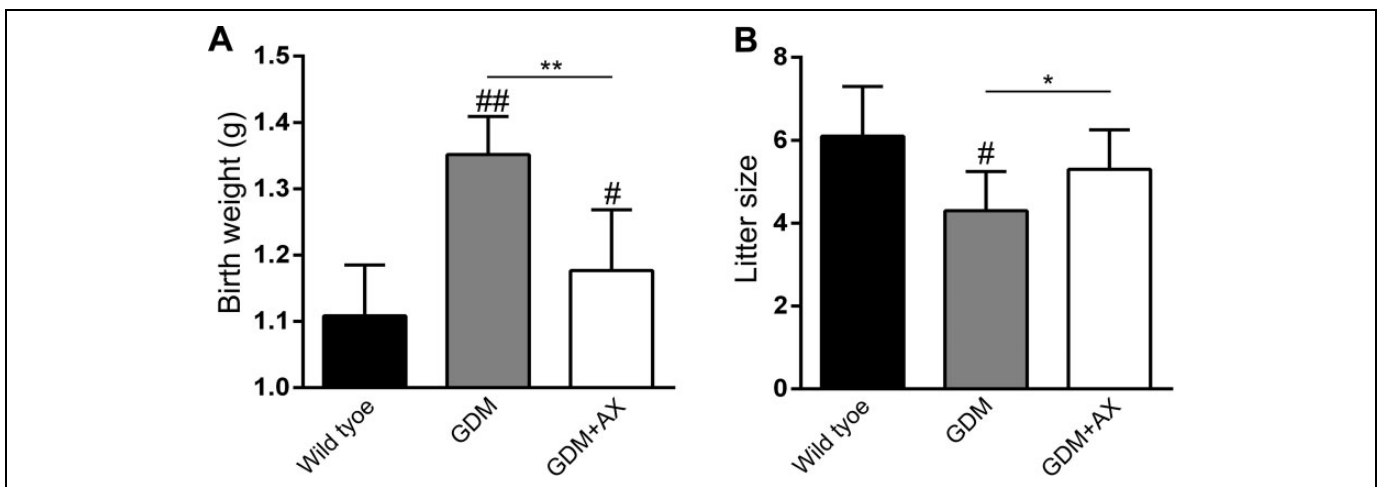 A
Birth weight (g)
1.5
1.4
1.3
1.2
1.1
1.0
**
##
#
Wild tyoe
GDM
GDM+AX
B
Litter size
8
6
4
2
0
*
#
Wild tyoe
GDM
GDM+AX